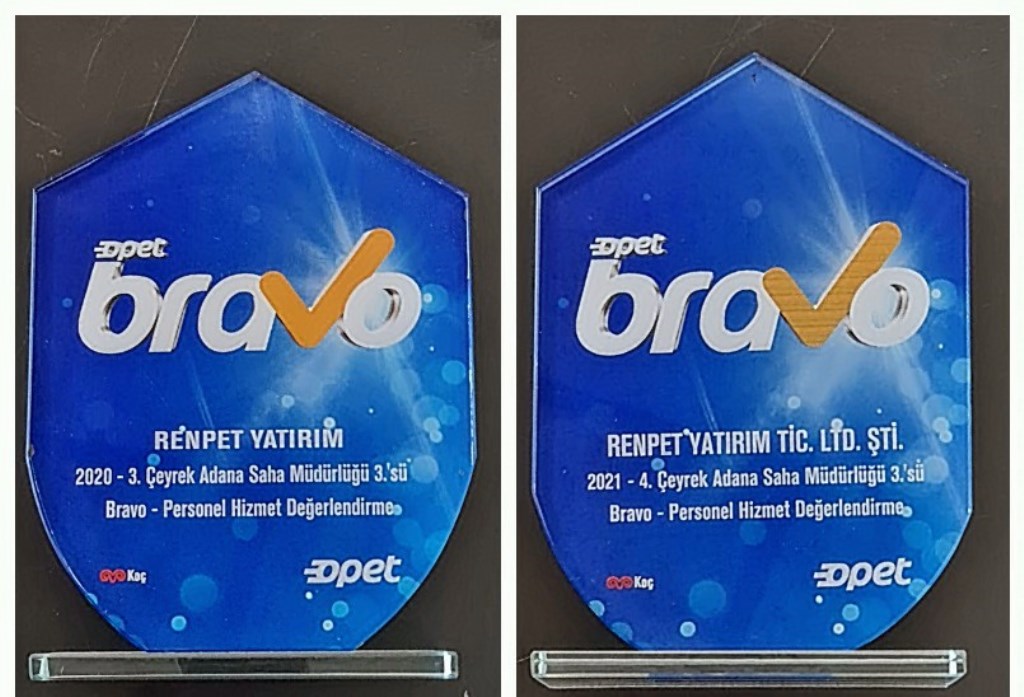 opet
bravo
RENPET YATIRIM
2020 - 3. Çeyrek Adana Saha Müdürlüğü 3.'sü
Bravo - Personel Hizmet Değerlendirme
Koç
opet
opet
bravo
RENPET YATIRIM TİC. LTD. ŞTİ.
2021 - 4. Çeyrek Adana Saha Müdürlüğü 3.'sü
Bravo - Personel Hizmet Değerlendirme
Koç
opet